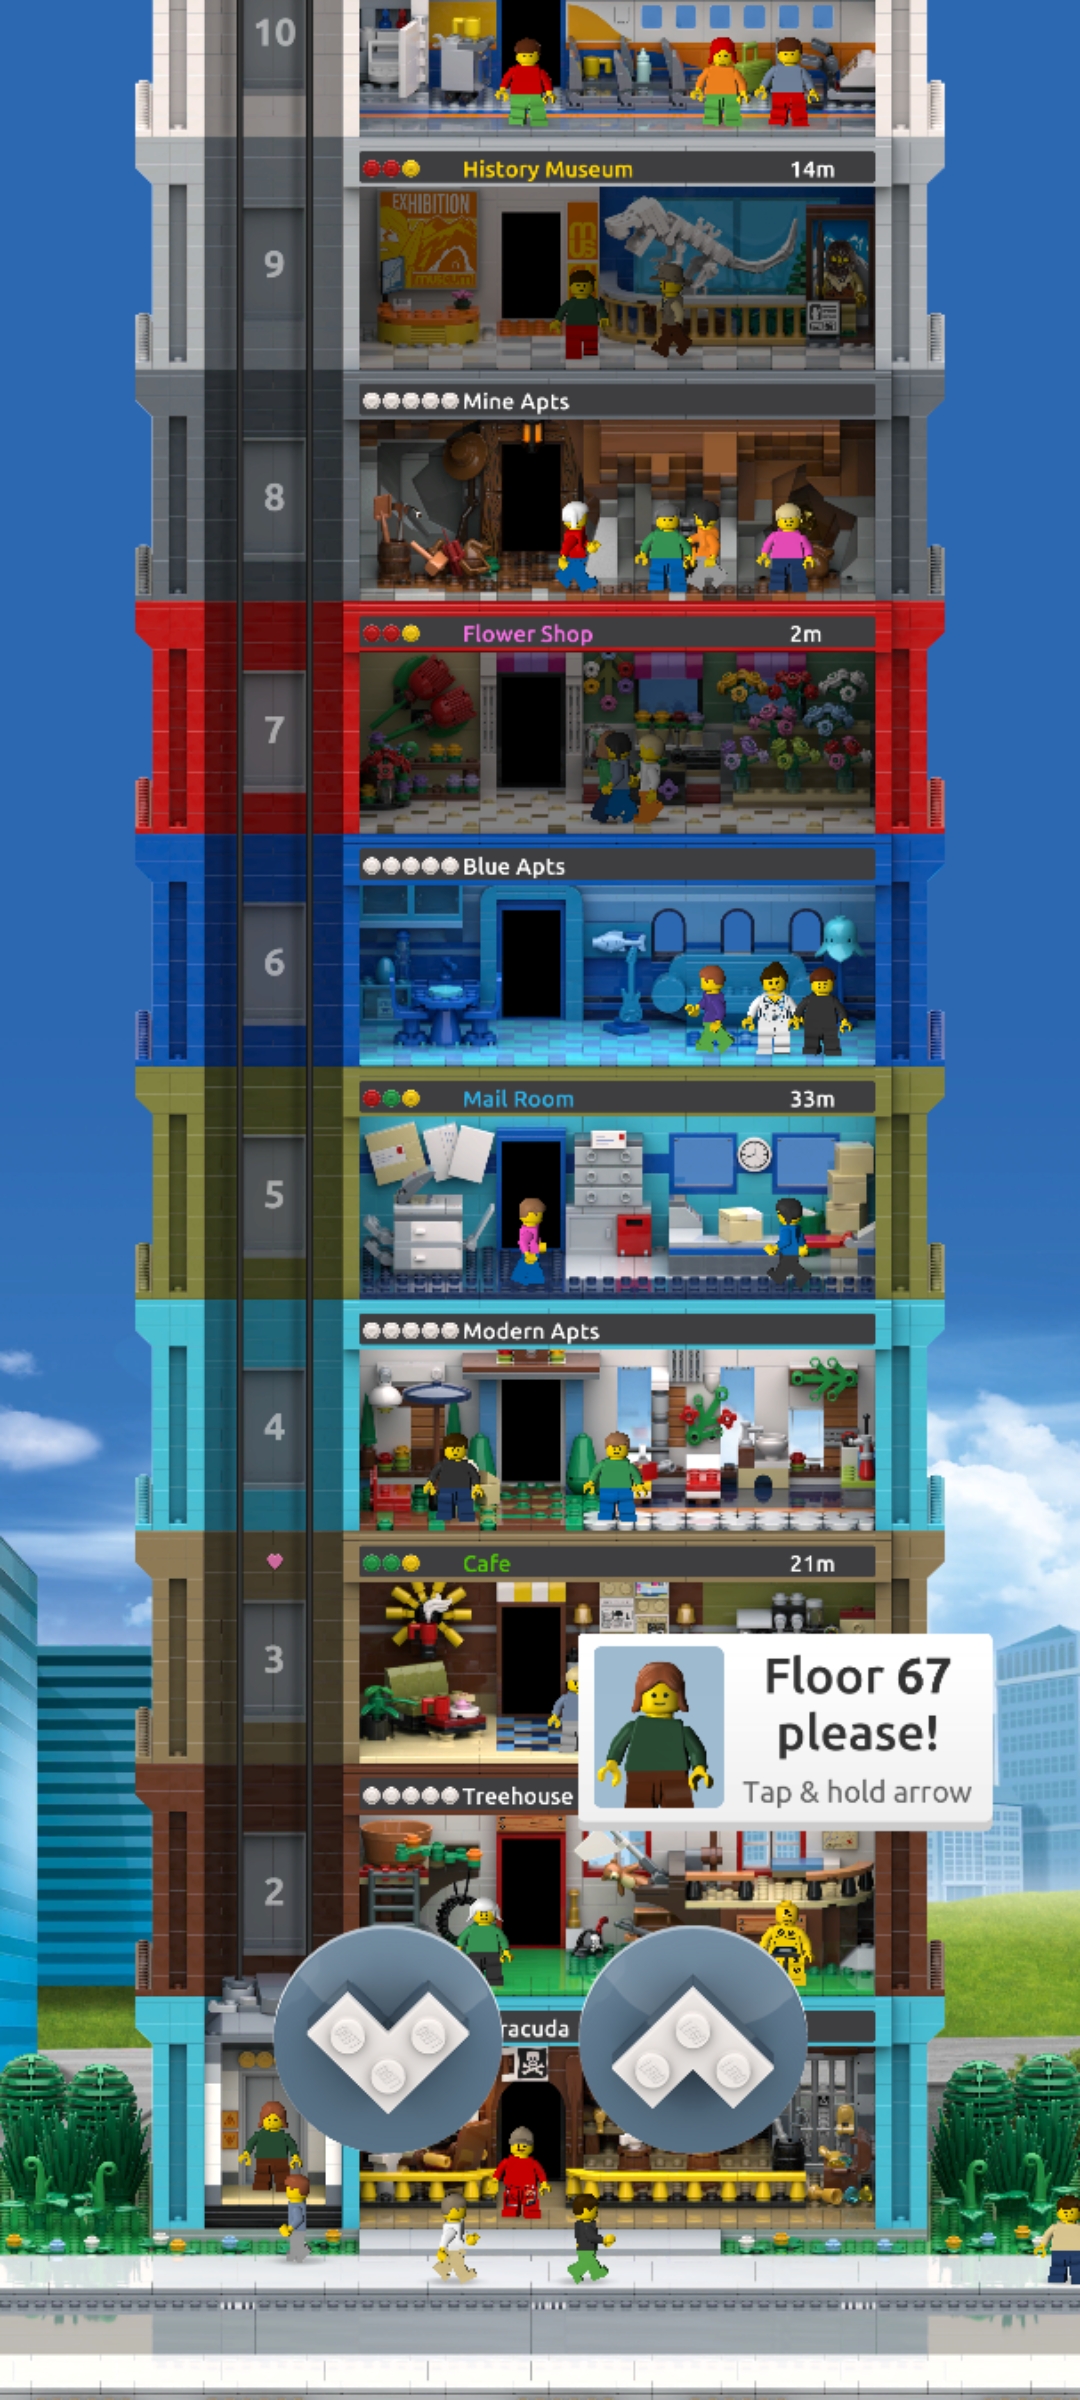 10
History Museum 14m
EXHIBITION
museum
9
Mine Apts
8
Flower Shop 2m
7
Blue Apts
6
Mail Room 33m
5
Modern Apts
4
Cafe 21m
3
Floor 67
please!
Tap & hold arrow
Treehouse
2
racuda